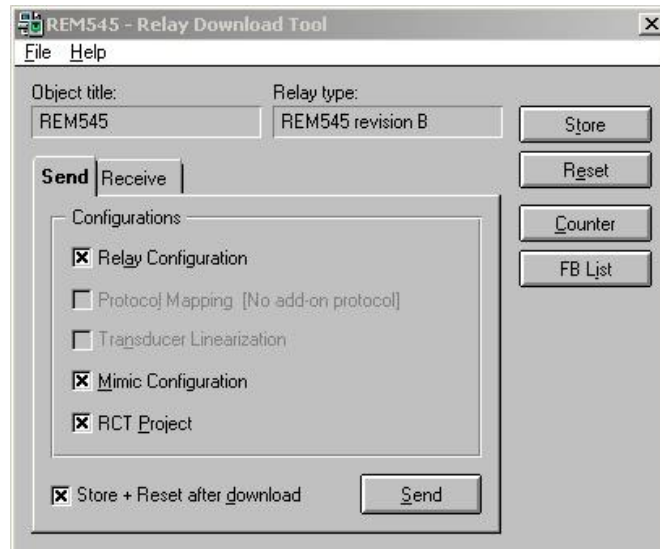 REM545 - Relay Download Tool
File Help
Object title: Relay type:
REM545 REM545 revision B
Store
Send Receive
Reset
Configurations
Counter
Relay Configuration
FB List
Protocol Mapping [No add-on protocol]
Transducer Linearization
Mimic Configuration
RCT Project
Store + Reset after download
Send